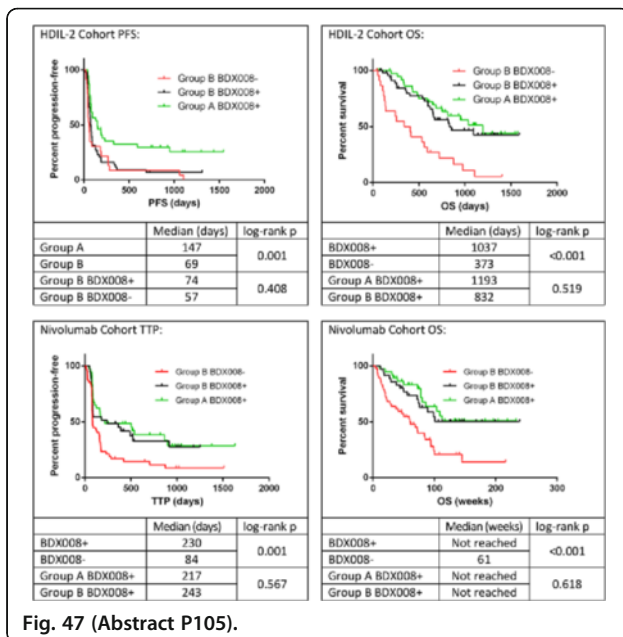 HDIL-2 Cohort PFS:
Percent progression-free
100
50
0
0 500 1000 1500 2000
PFS (days)
Group B BDX008-
Group B BDX008+
Group A BDX008+
Median (days) log-rank p
Group A 147 0.001
Group B 69
Group B BDX008+ 74 0.408
Group B BDX008- 57
HDIL-2 Cohort OS:
Percent survival
100
50
0
0 500 1000 1500 2000
OS (days)
Group B BDX008-
Group B BDX008+
Group A BDX008+
Median (days) log-rank p
BDX008+ 1037 <0.001
BDX008- 373
Group A BDX008+ 1193 0.519
Group B BDX008+ 832
Nivolumab Cohort TTP:
Percent progression-free
100
50
0
0 500 1000 1500 2000
TTP (days)
Group B BDX008-
Group B BDX008+
Group A BDX008+
Median (days) log-rank p
BDX008+ 230 0.001
BDX008- 84
Group A BDX008+ 217 0.567
Group B BDX008+ 243
Nivolumab Cohort OS:
Percent survival
100
50
0
0 100 200 300
OS (weeks)
Group B BDX008-
Group B BDX008+
Group A BDX008+
Median (weeks) log-rank p
BDX008+ Not reached <0.001
BDX008- 61
Group A BDX008+ Not reached 0.618
Group B BDX008+ Not reached
Fig. 47 (Abstract P105).